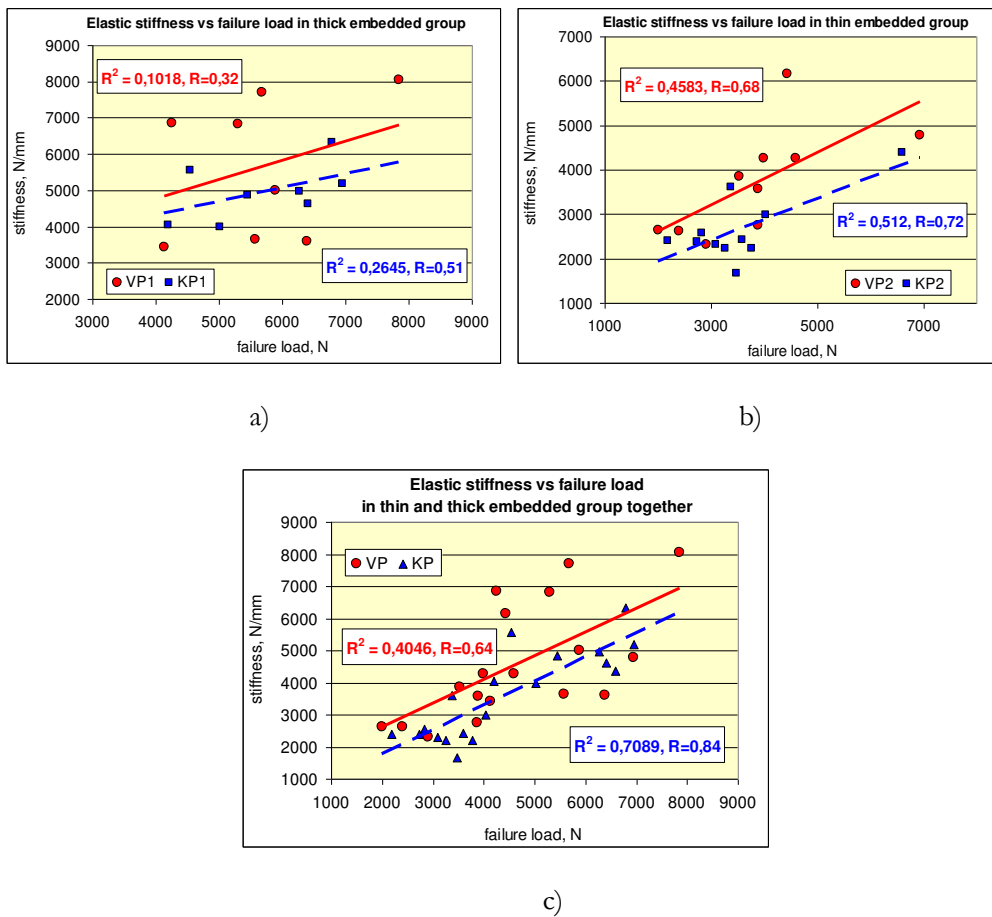 Elastic stiffness vs failure load in thick embedded group
9000
8000
7000
6000
5000
4000
3000
2000
stiffness, N/mm
R² = 0,1018, R=0,32
R² = 0,2645, R=0,51
VP1 KP1
3000 4000 5000 6000 7000 8000 9000
failure load, N
a)
Elastic stiffness vs failure load in thin embedded group
7000
6000
5000
4000
3000
2000
1000
stiffness, N/mm
R² = 0,4583, R=0,68
R² = 0,512, R=0,72
VP2 KP2
1000 3000 5000 7000
failure load, N
b)
Elastic stiffness vs failure load
in thin and thick embedded group together
9000
8000
7000
6000
5000
4000
3000
2000
1000
stiffness, N/mm
VP KP
R² = 0,4046, R=0,64
R² = 0,7089, R=0,84
1000 2000 3000 4000 5000 6000 7000 8000 9000
failure load, N
c)